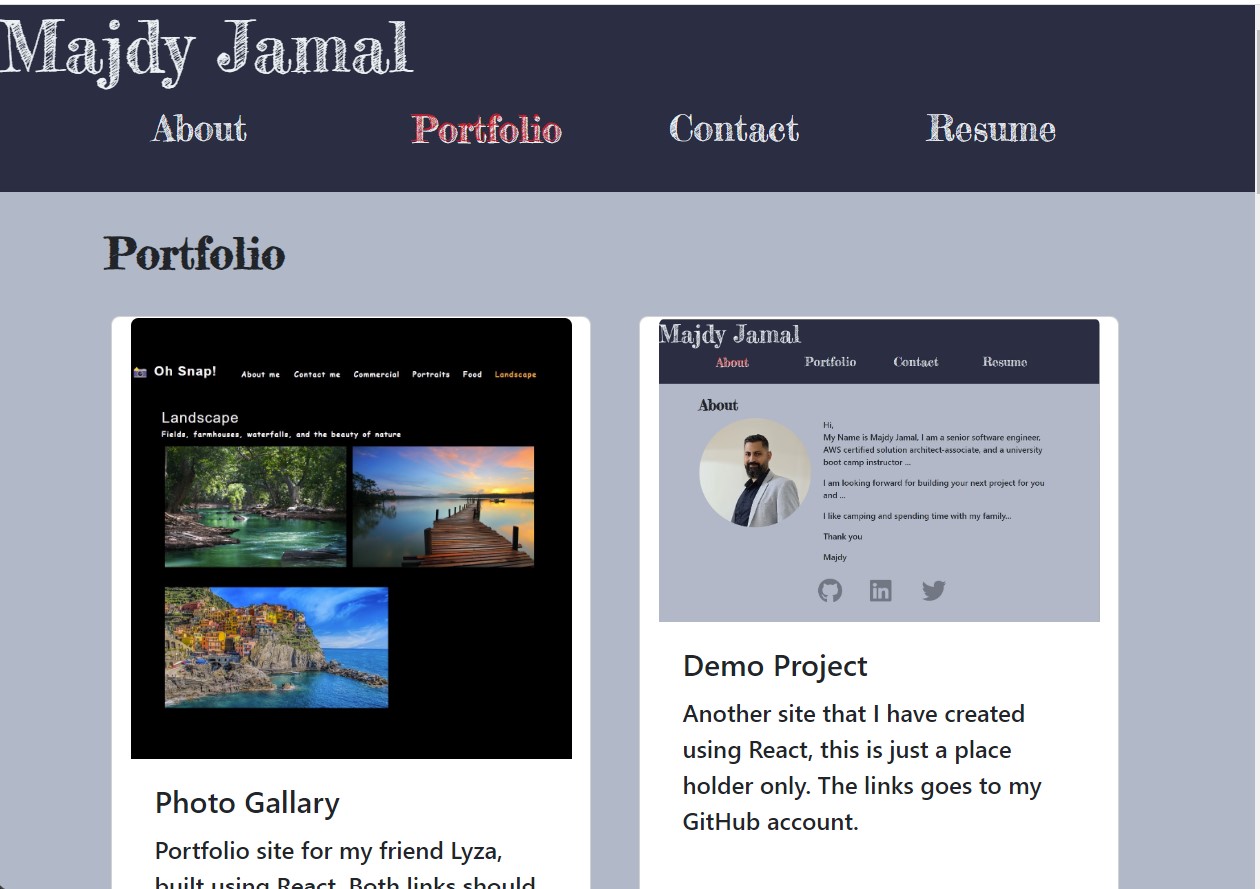 Majdy Jamal
About Portfolio Contact Resume
Portfolio
Oh Snap! About me Contact me Commercial Portraits Food Landscape
Landscape
Fields, farmhouses, waterfalls, and the beauty of nature
Photo Gallary
Portfolio site for my friend Lyza,
built using React. Both links should
Majdy Jamal
About Portfolio Contact Resume
About
Hi,
My Name is Majdy Jamal, I am a senior software engineer,
AWS certified solution architect-associate, and a university
boot camp instructor ...
I am looking forward for building your next project for you
and ...
I like camping and spending time with my family...
Thank you
Majdy
in
Demo Project
Another site that I have created
using React, this is just a place
holder only. The links goes to my
GitHub account.